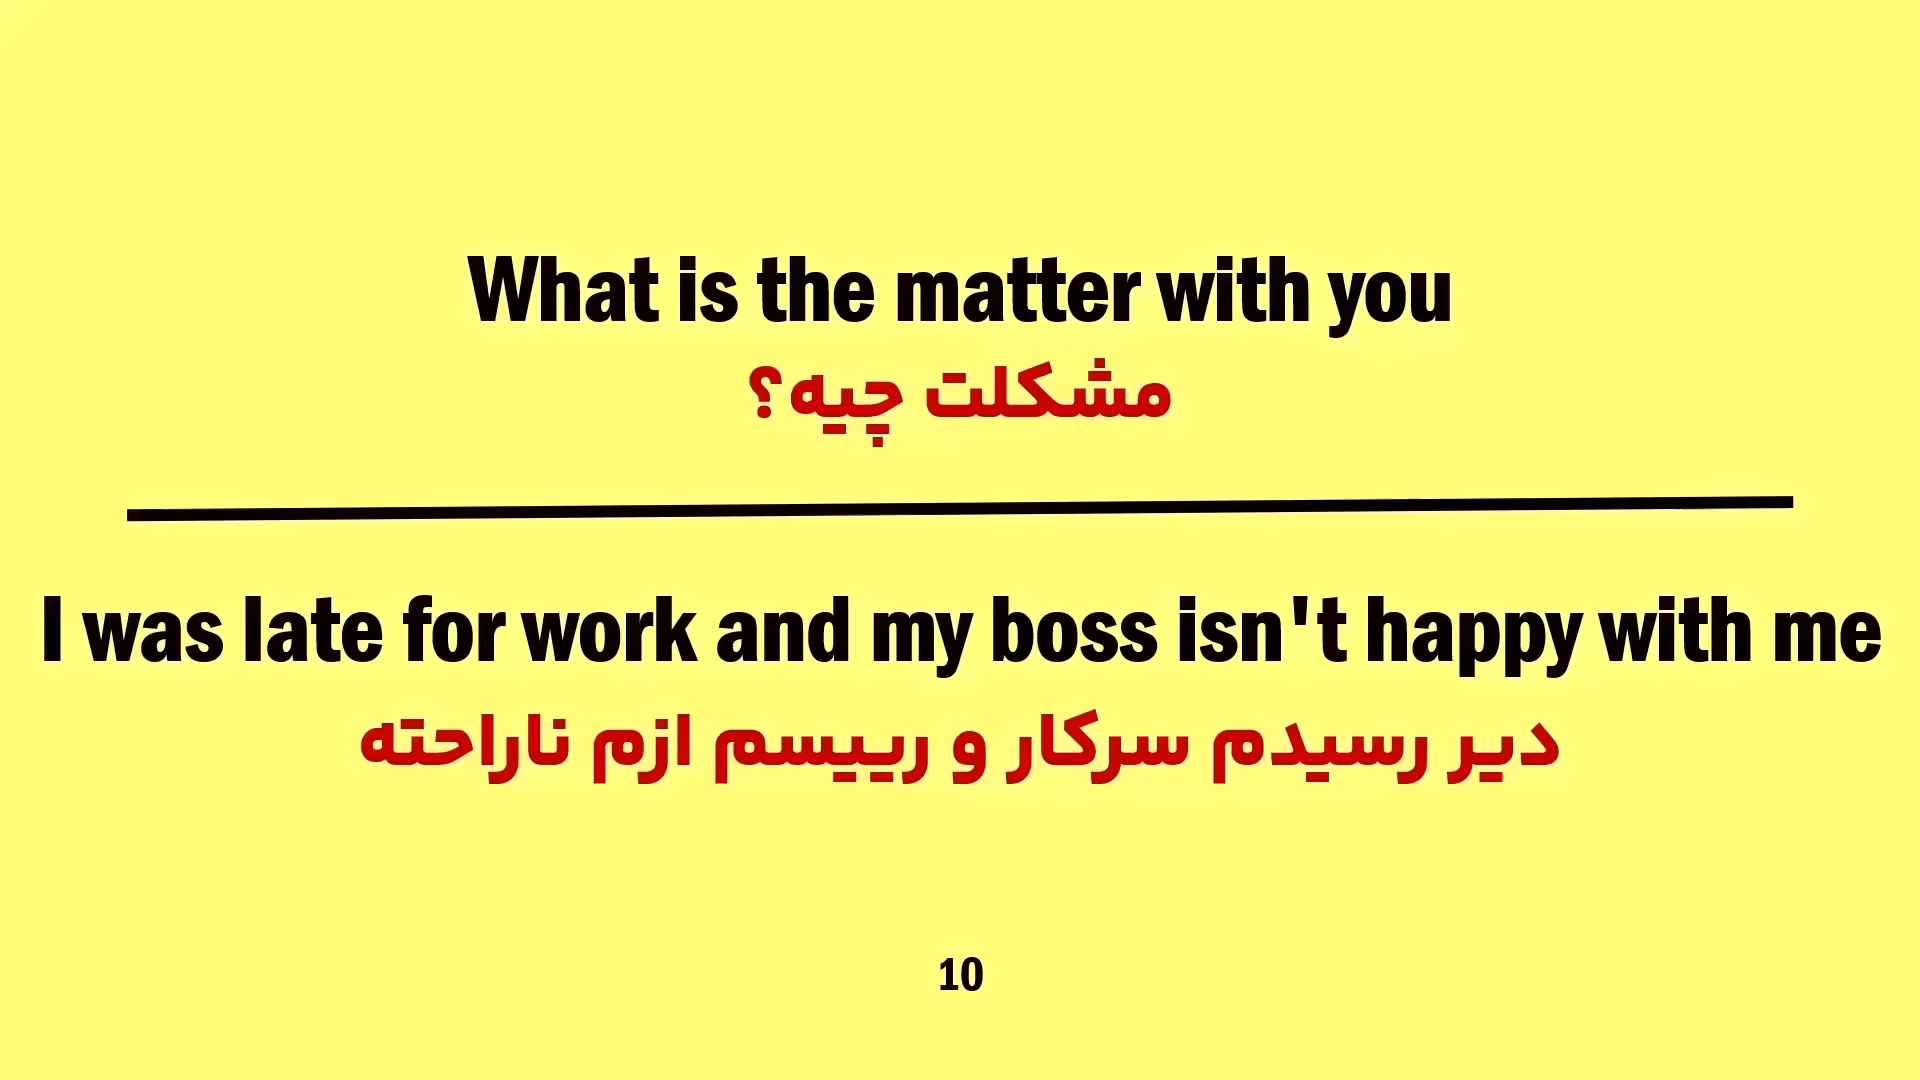 What is the matter with you
مشکلت چیه؟
I was late for work and my boss isn't happy with me
دیر رسیدم سرکار و رییسم ازم ناراحته
10